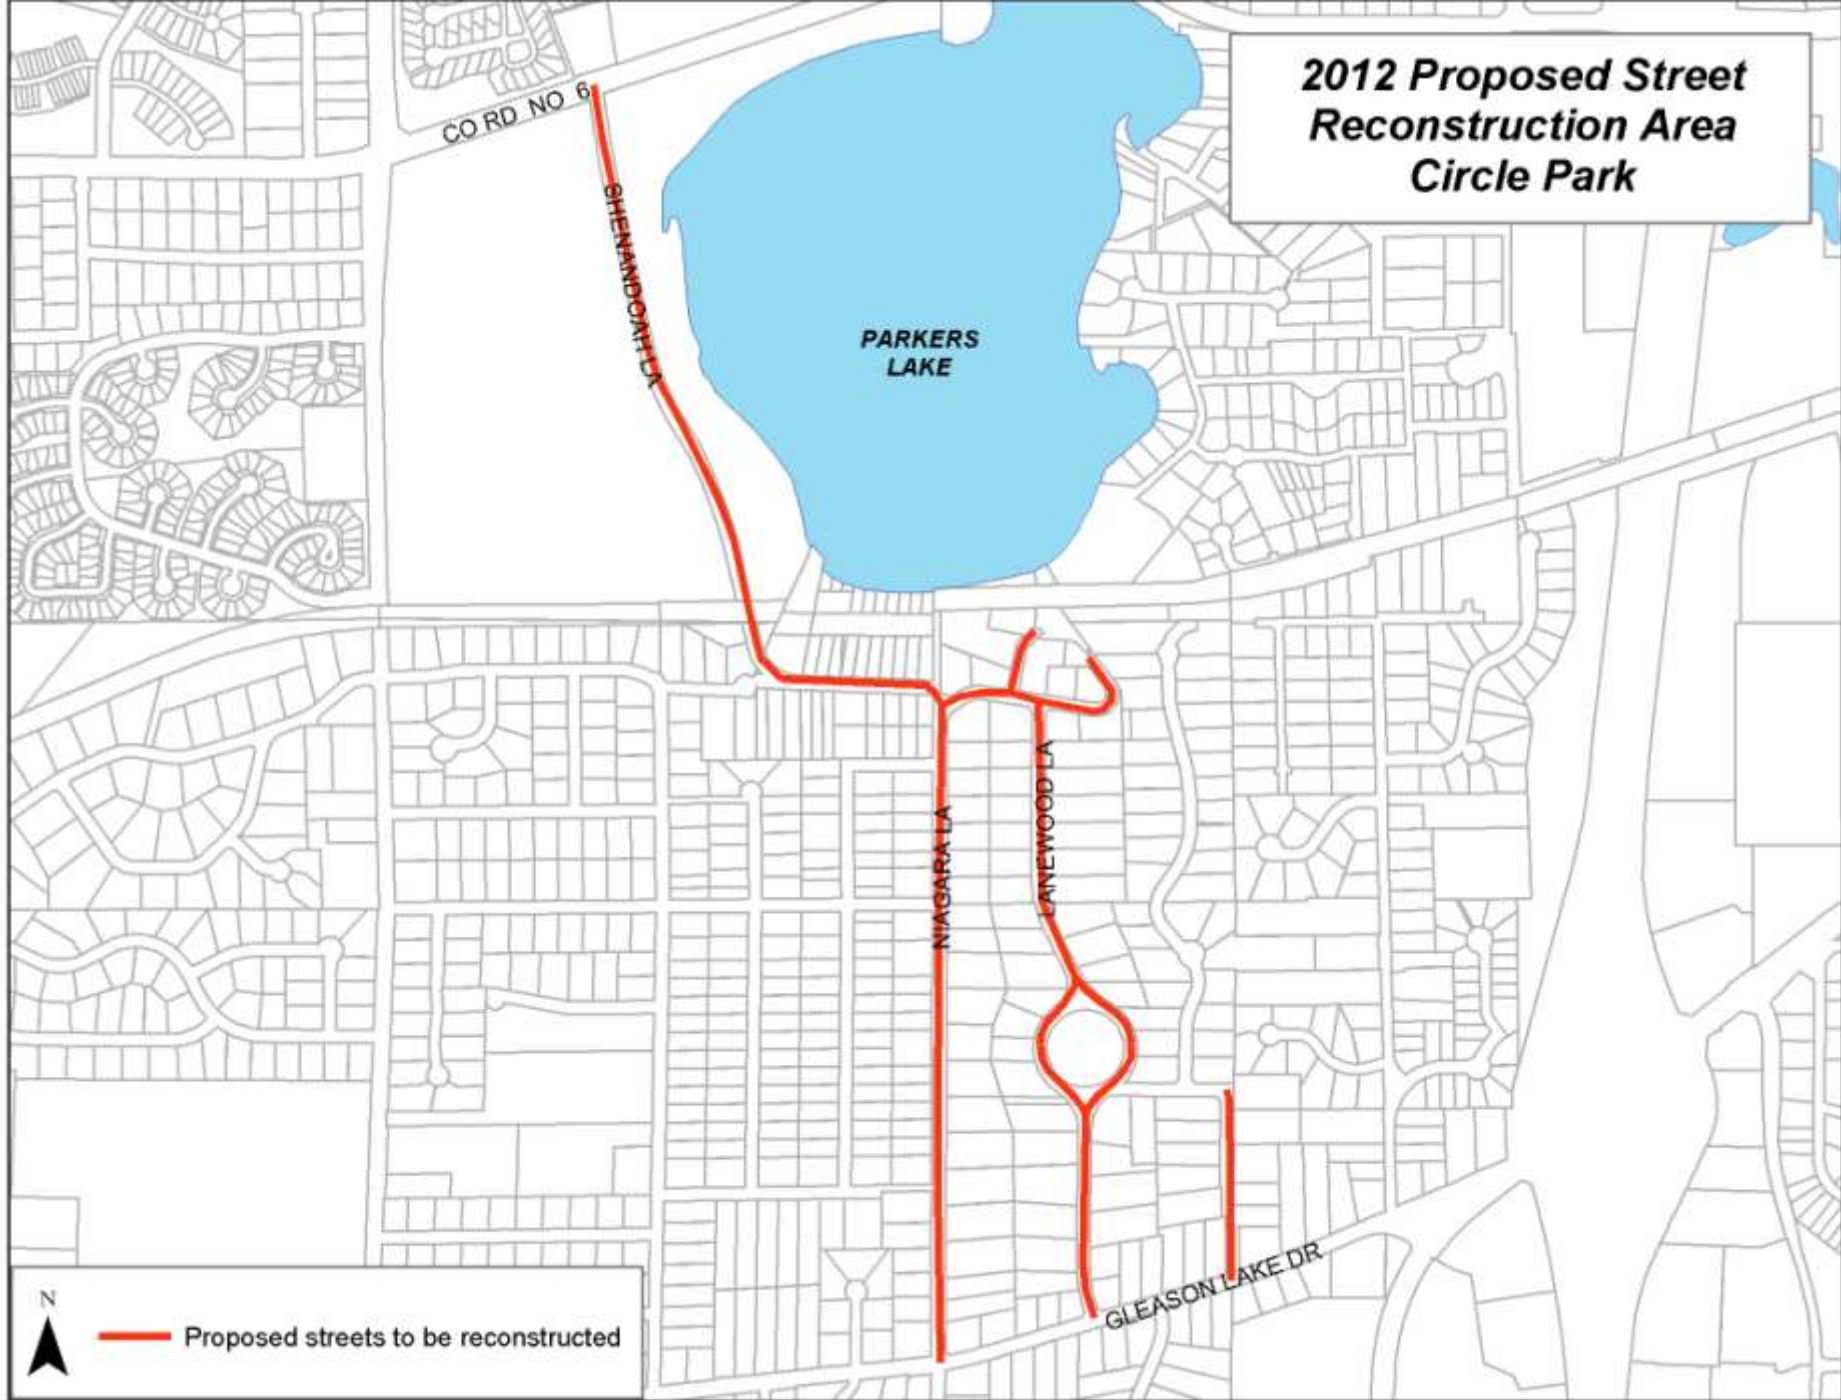 2012 Proposed Street
Reconstruction Area
Circle Park
CO RD NO 6
SHENANDOAH LA
PARKERS
LAKE
LANEWOOD LA
NIAGARA LA
GLEASON LAKE DR
N
Proposed streets to be reconstructed